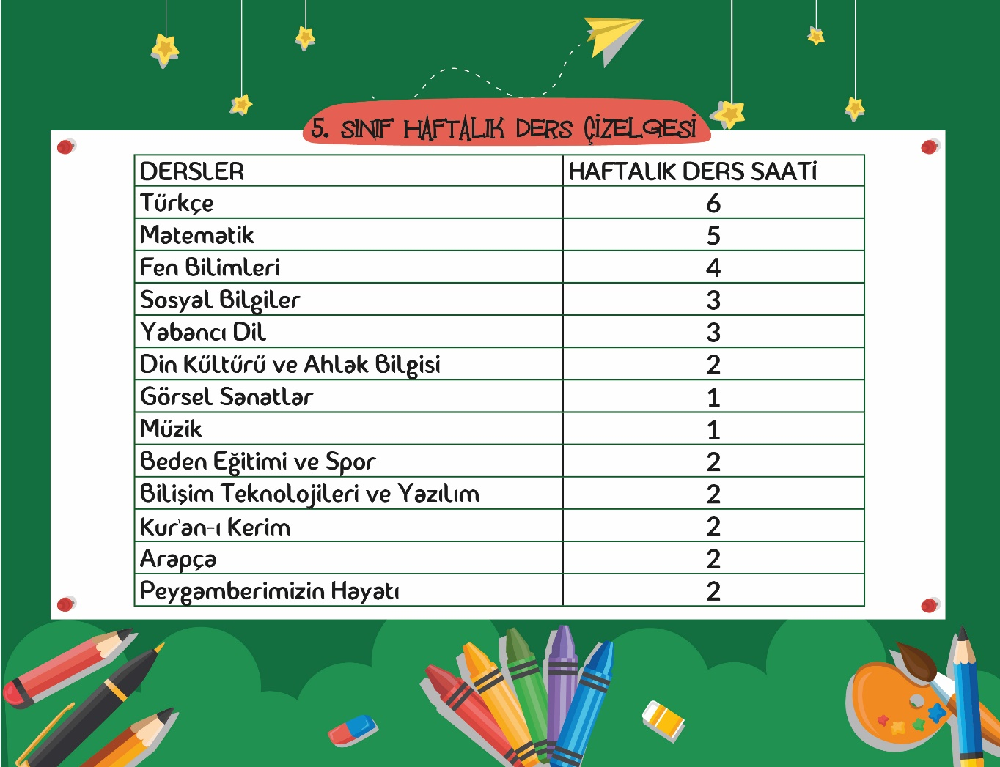 5. SINIF HAFTALIK DERS ÇİZELGESİ
DERSLER HAFTALIK DERS SAATİ
Türkçe 6
Matematik 5
Fen Bilimleri 4
Sosyal Bilgiler 3
Yabancı Dil 3
Din Kültürü ve Ahlak Bilgisi 2
Görsel Sanatlar 1
Müzik 1
Beden Eğitimi ve Spor 2
Bilişim Teknolojileri ve Yazılım 2
Kur'an-ı Kerim 2
Arapça 2
Peygamberimizin Hayatı 2